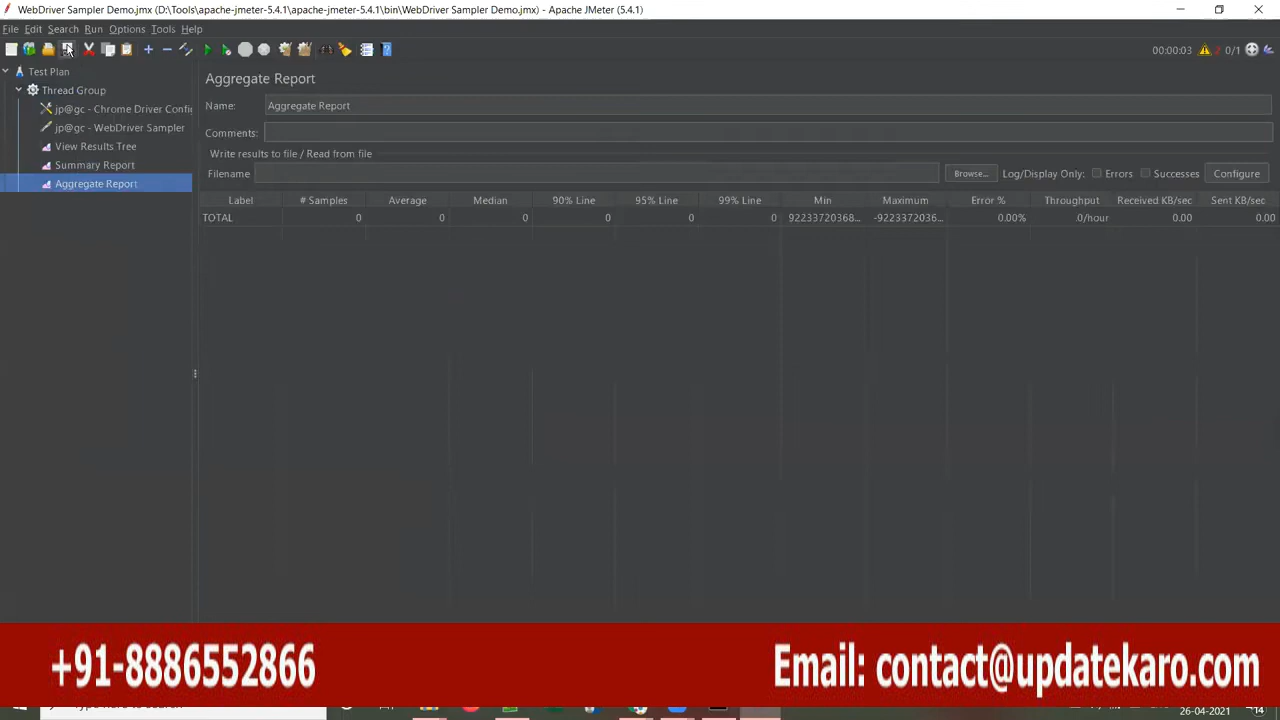 WebDriver Sampler Demo.jmx (D:\Tools\apache-jmeter-5.4.1\apache-jmeter-5.4.1\bin\WebDriver Sampler Demo.jmx) - Apache JMeter (5.4.1)
File Edit Search Run Options Tools Help
00:00:03 2 0/1
Test Plan
Thread Group
jp@gc - Chrome Driver Confi
jp@gc - WebDriver Sampler
View Results Tree
Summary Report
Aggregate Report
Aggregate Report
Name: Aggregate Report
Comments:
Write results to file / Read from file
Filename Browse... Log/Display Only: Errors Successes Configure
Label # Samples Average Median 90% Line 95% Line 99% Line Min Maximum Error % Throughput Received KB/sec Sent KB/sec
TOTAL 0 0 0 0 0 0 92233720368... -9223372036... 0.00% .0/hour 0.00 0.00
+91-8886552866 Email: contact@updatekaro.com
Type here to search
26-04-2021 14